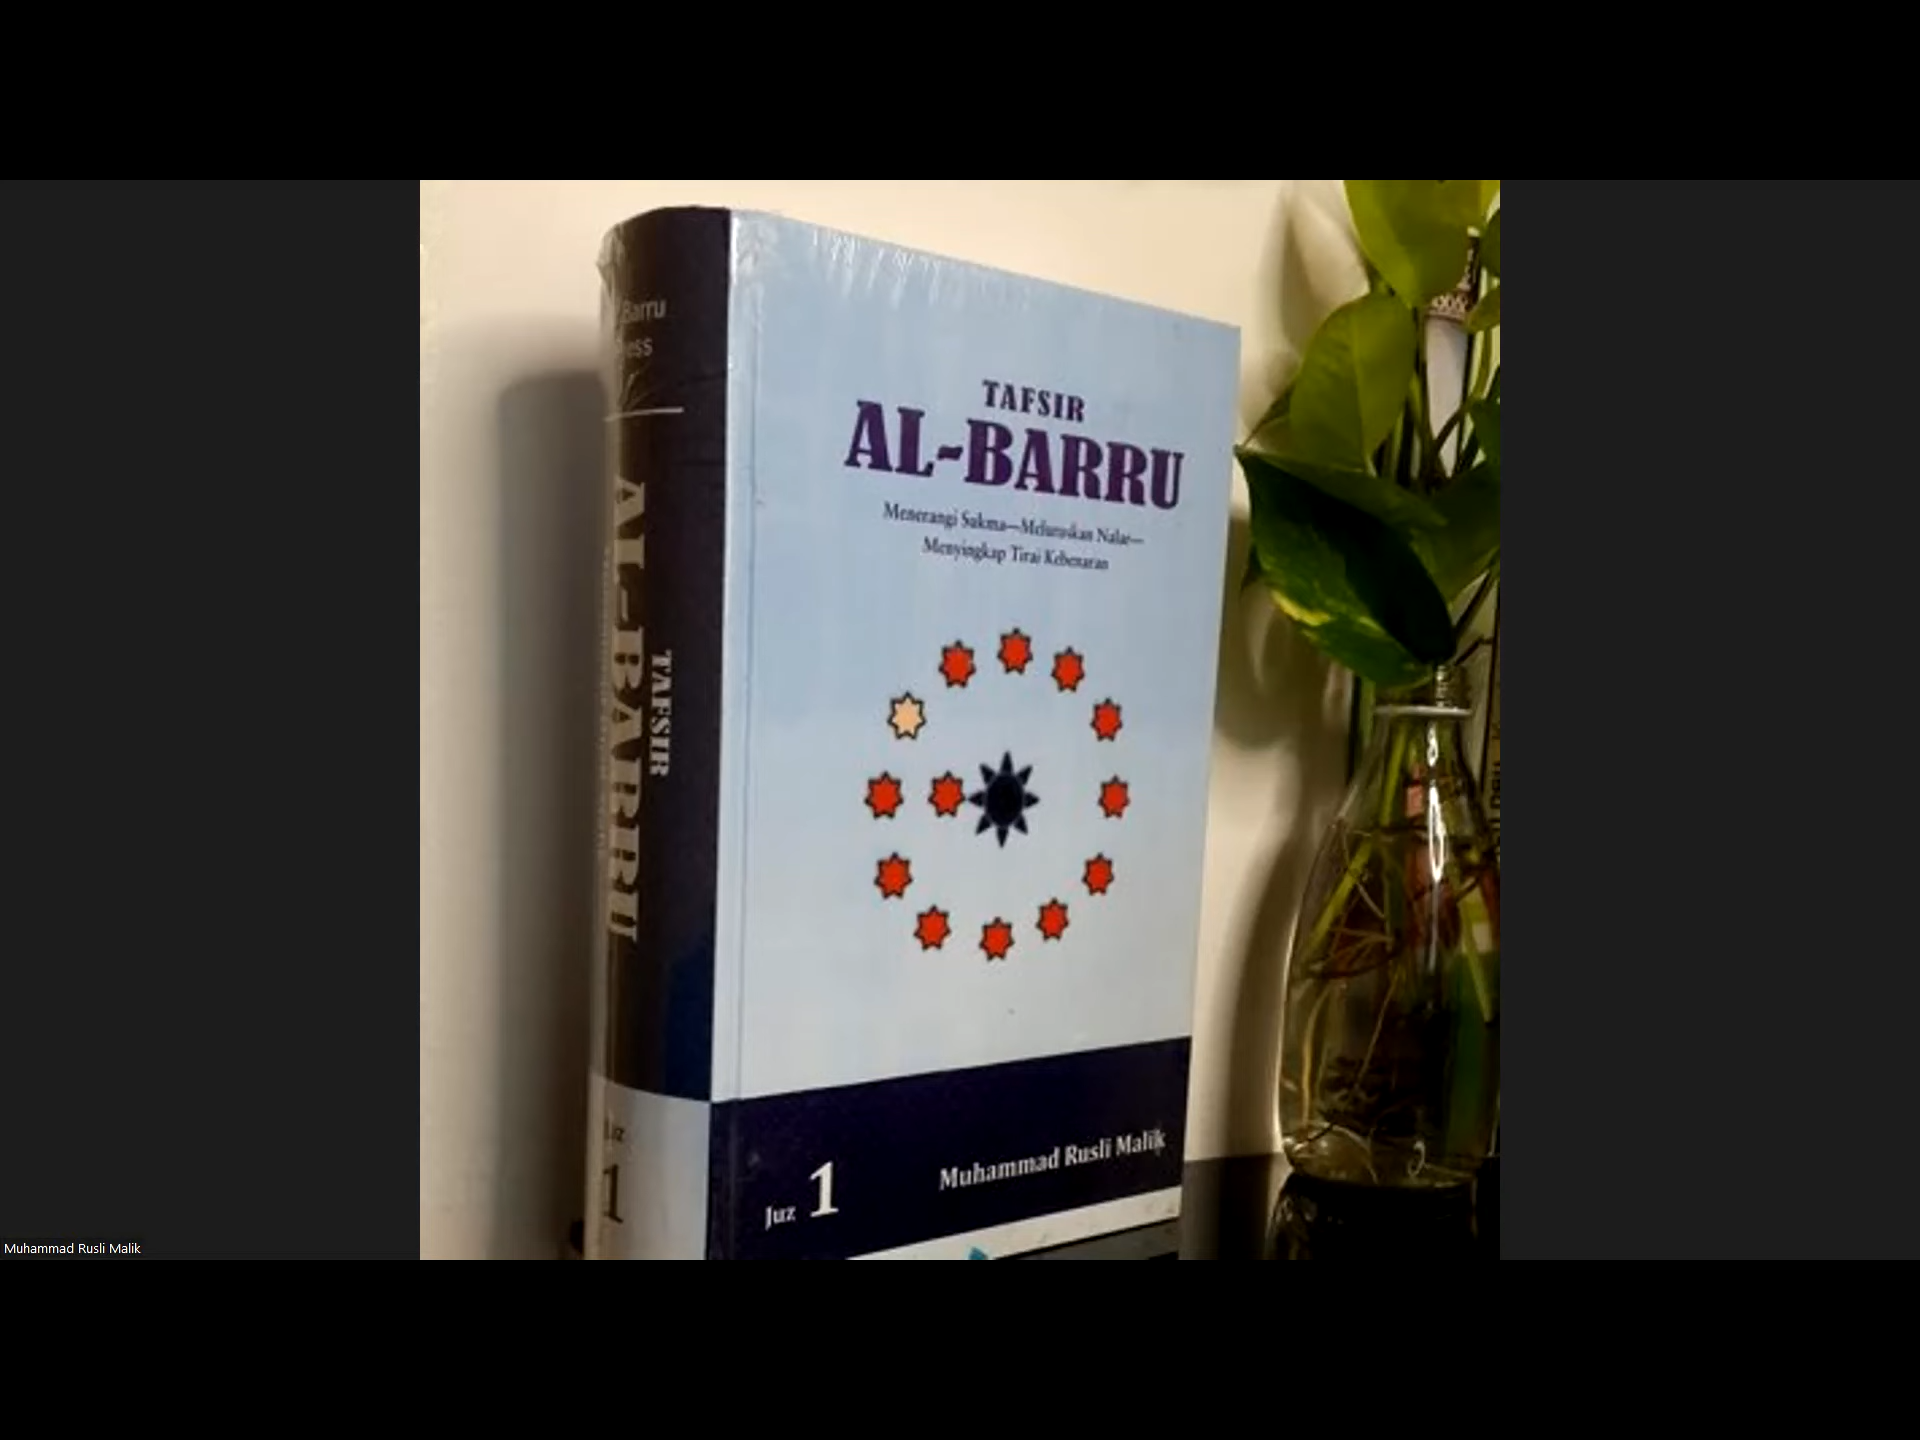 Barru
TAFSIR
AL-BARRU
Menerangi Sukma—Meluruskan Nalar—
Menyingkap Tirai Kebenaran
TAFSIR
AL-BARRU
1
Juz 1
Muhammad Rusli Malik
Muhammad Rusli Malik